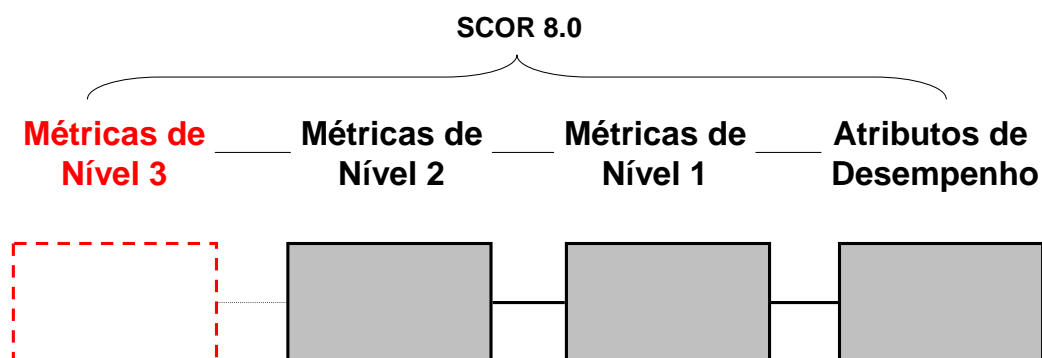 SCOR 8.0
Métricas de
Nível 3
Métricas de
Nível 2
Métricas de
Nível 1
Atributos de
Desempenho